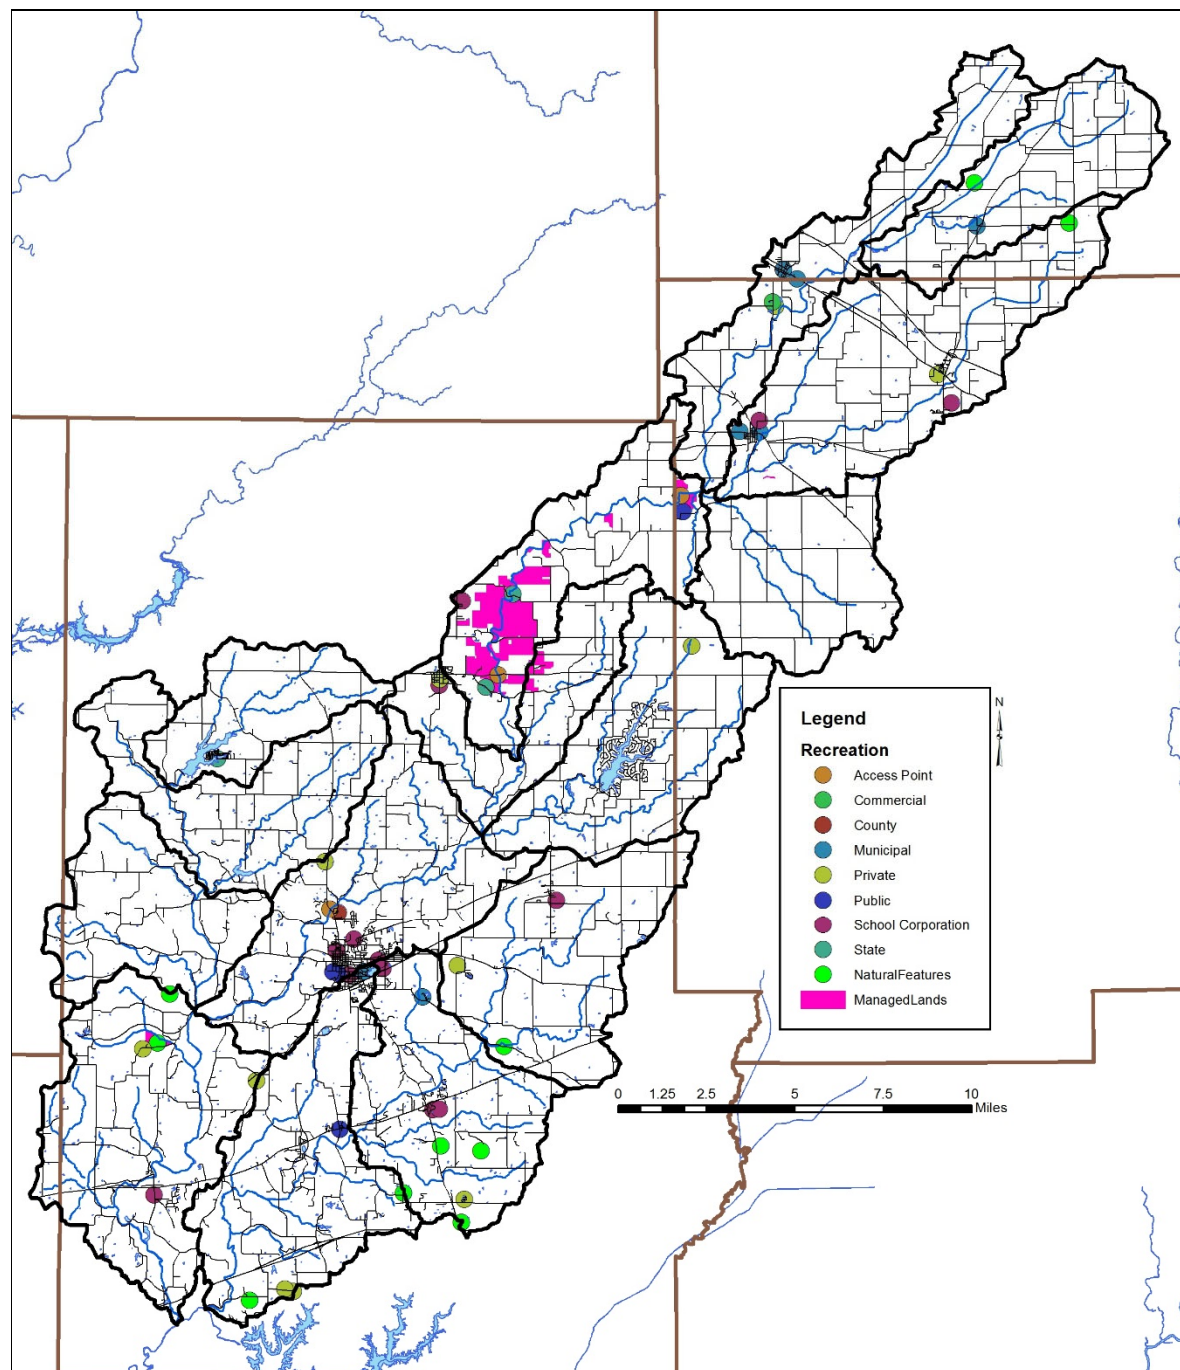 N
Legend
Recreation
Access Point
Commercial
County
Municipal
Private
Public
School Corporation
State
NaturalFeatures
ManagedLands
0 1.25 2.5 5 7.5 10 Miles